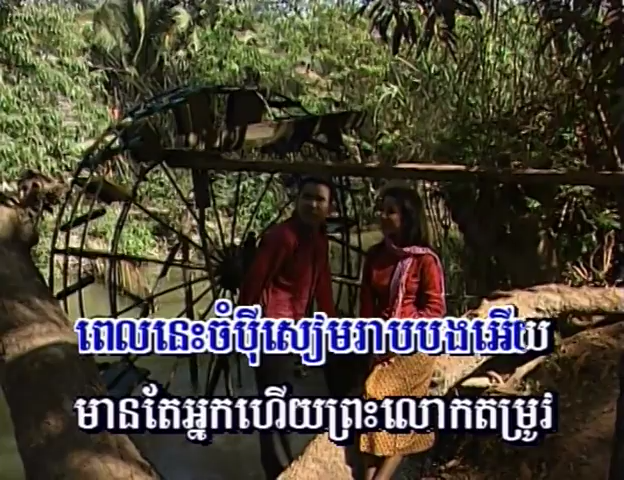 ពេលនេះចំប៉ីសៀមរាបបងអើយ
មានតែអ្នកហើយព្រះលោកតម្រូវ